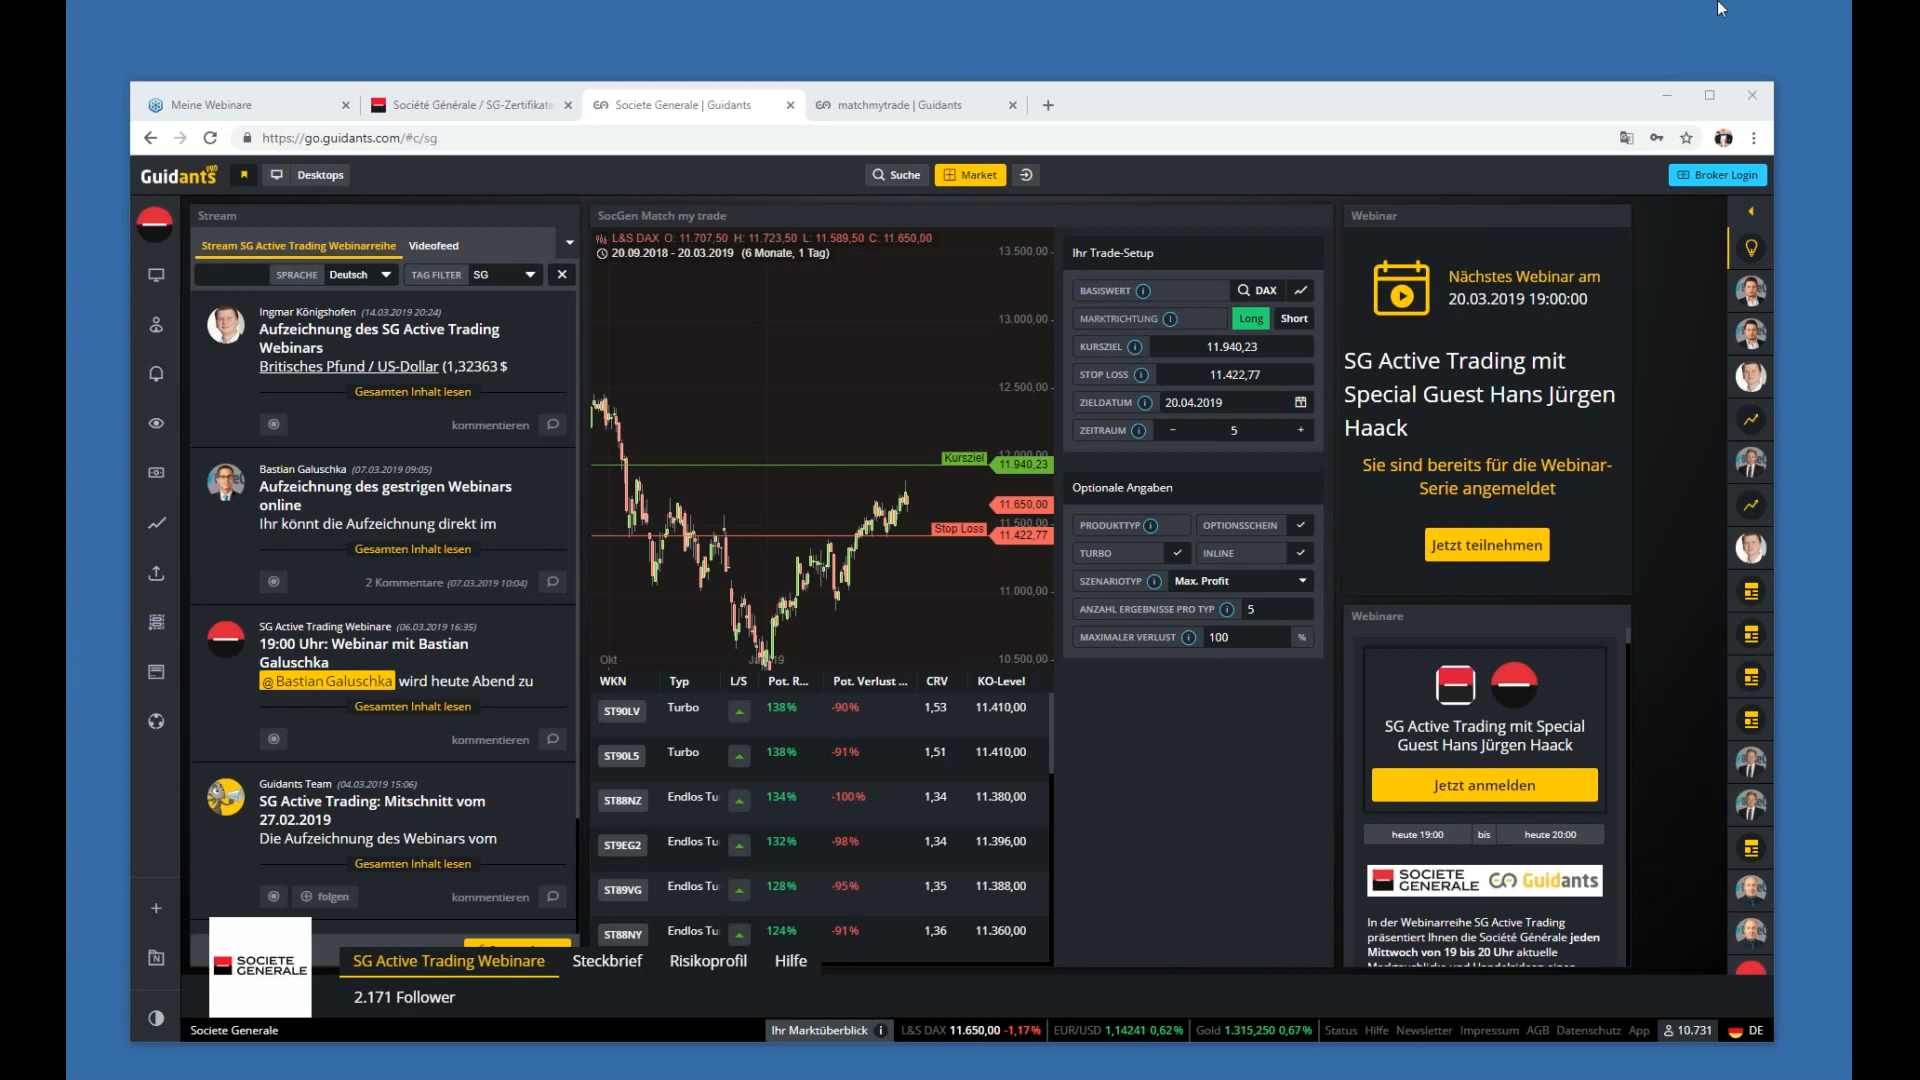 Meine Webinare
Société Générale / SG-Zertifikate
Societe Generale | Guidants
matchmytrade | Guidants
https://go.guidants.com/#c/sg
Guidants PRO
Desktops
Suche
Market
Broker Login
Stream
Stream SG Active Trading Webinarreihe
Videofeed
SPRACHE Deutsch
TAG FILTER SG
Ingmar Königshofen (14.03.2019 20:24)
Aufzeichnung des SG Active Trading
Webinars
Britisches Pfund / US-Dollar (1,32363 $
Gesamten Inhalt lesen
kommentieren
Bastian Galuschka (07.03.2019 09:05)
Aufzeichnung des gestrigen Webinars
online
Ihr könnt die Aufzeichnung direkt im
Gesamten Inhalt lesen
2 Kommentare (07.03.2019 10:04)
SG Active Trading Webinare (06.03.2019 16:35)
19:00 Uhr: Webinar mit Bastian
Galuschka
@Bastian Galuschka wird heute Abend zu
Gesamten Inhalt lesen
kommentieren
Guidants Team (04.03.2019 15:06)
SG Active Trading: Mitschnitt vom
27.02.2019
Die Aufzeichnung des Webinars vom
Gesamten Inhalt lesen
folgen
kommentieren
SocGen Match my trade
L&S DAX O: 11.707,50 H: 11.723,50 L: 11.589,50 C: 11.650,00
20.09.2018 - 20.03.2019 (6 Monate, 1 Tag)
13.500,00
13.000,00
12.500,00
12.000,00
Kursziel 11.940,23
11.650,00
11.500,00
Stop Loss 11.422,77
11.000,00
10.500,00
Okt
WKN Typ L/S Pot. R... Pot. Verlust ... CRV KO-Level
ST90LV Turbo 138% -90% 1,53 11.410,00
ST90L5 Turbo 138% -91% 1,51 11.410,00
ST88NZ Endlos Tu 134% -100% 1,34 11.380,00
ST9EG2 Endlos Tu 132% -98% 1,34 11.396,00
ST89VG Endlos Tu 128% -95% 1,35 11.388,00
ST88NY Endlos Tu 124% -91% 1,36 11.360,00
Ihr Trade-Setup
BASISWERT DAX
MARKTRICHTUNG Long Short
KURSZIEL 11.940,23
STOP LOSS 11.422,77
ZIELDATUM 20.04.2019
ZEITRAUM − 5 +
Optionale Angaben
PRODUKTTYP OPTIONSSCHEIN
TURBO INLINE
SZENARIOTYP Max. Profit
ANZAHL ERGEBNISSE PRO TYP 5
MAXIMALER VERLUST 100 %
Webinar
Nächstes Webinar am
20.03.2019 19:00:00
SG Active Trading mit
Special Guest Hans Jürgen
Haack
Sie sind bereits für die Webinar-
Serie angemeldet
Jetzt teilnehmen
Webinare
SG Active Trading mit Special
Guest Hans Jürgen Haack
Jetzt anmelden
heute 19:00 bis heute 20:00
SOCIETE
GENERALE
Guidants
In der Webinarreihe SG Active Trading
präsentiert Ihnen die Société Générale jeden
Mittwoch von 19 bis 20 Uhr aktuelle
SOCIETE
GENERALE
SG Active Trading Webinare
Steckbrief
Risikoprofil
Hilfe
2.171 Follower
Societe Generale
Ihr Marktüberblick
L&S DAX 11.650,00 -1,17%
EUR/USD 1,14241 0,62%
Gold 1.315,250 0,67%
Status Hilfe Newsletter Impressum AGB Datenschutz App
10.731
DE